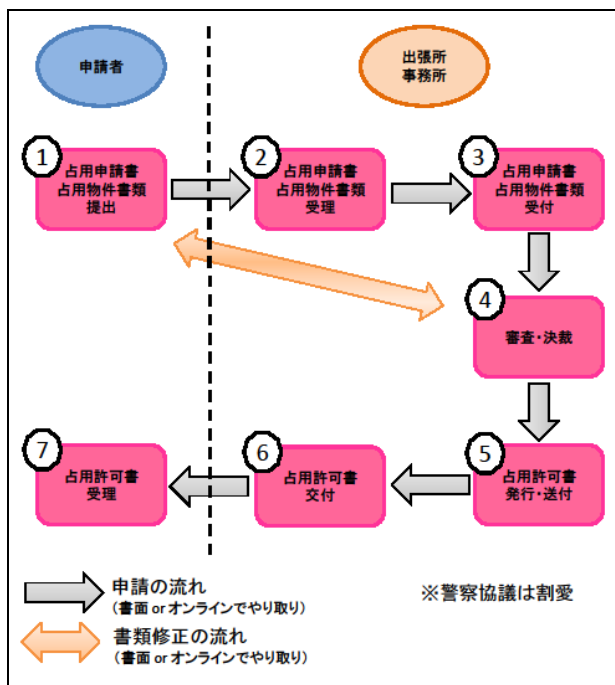 申請者
出張所
事務所
1
占用申請書
占用物件書類
提出
2
占用申請書
占用物件書類
受理
3
占用申請書
占用物件書類
受付
4
審査・決裁
7
占用許可書
受理
6
占用許可書
交付
5
占用許可書
発行・送付
申請の流れ
(書面 or オンラインでやり取り)
※警察協議は割愛
書類修正の流れ
(書面 or オンラインでやり取り)